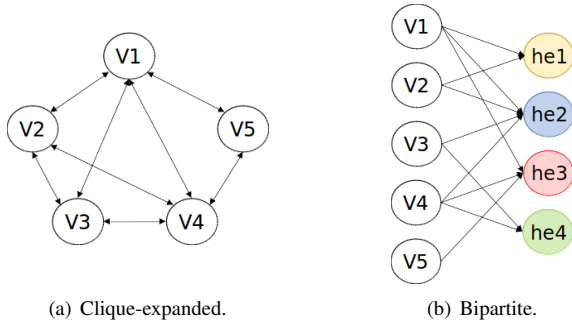 V1
V2
V5
V3
V4
(a) Clique-expanded.
V1
V2
V3
V4
V5
he1
he2
he3
he4
(b) Bipartite.